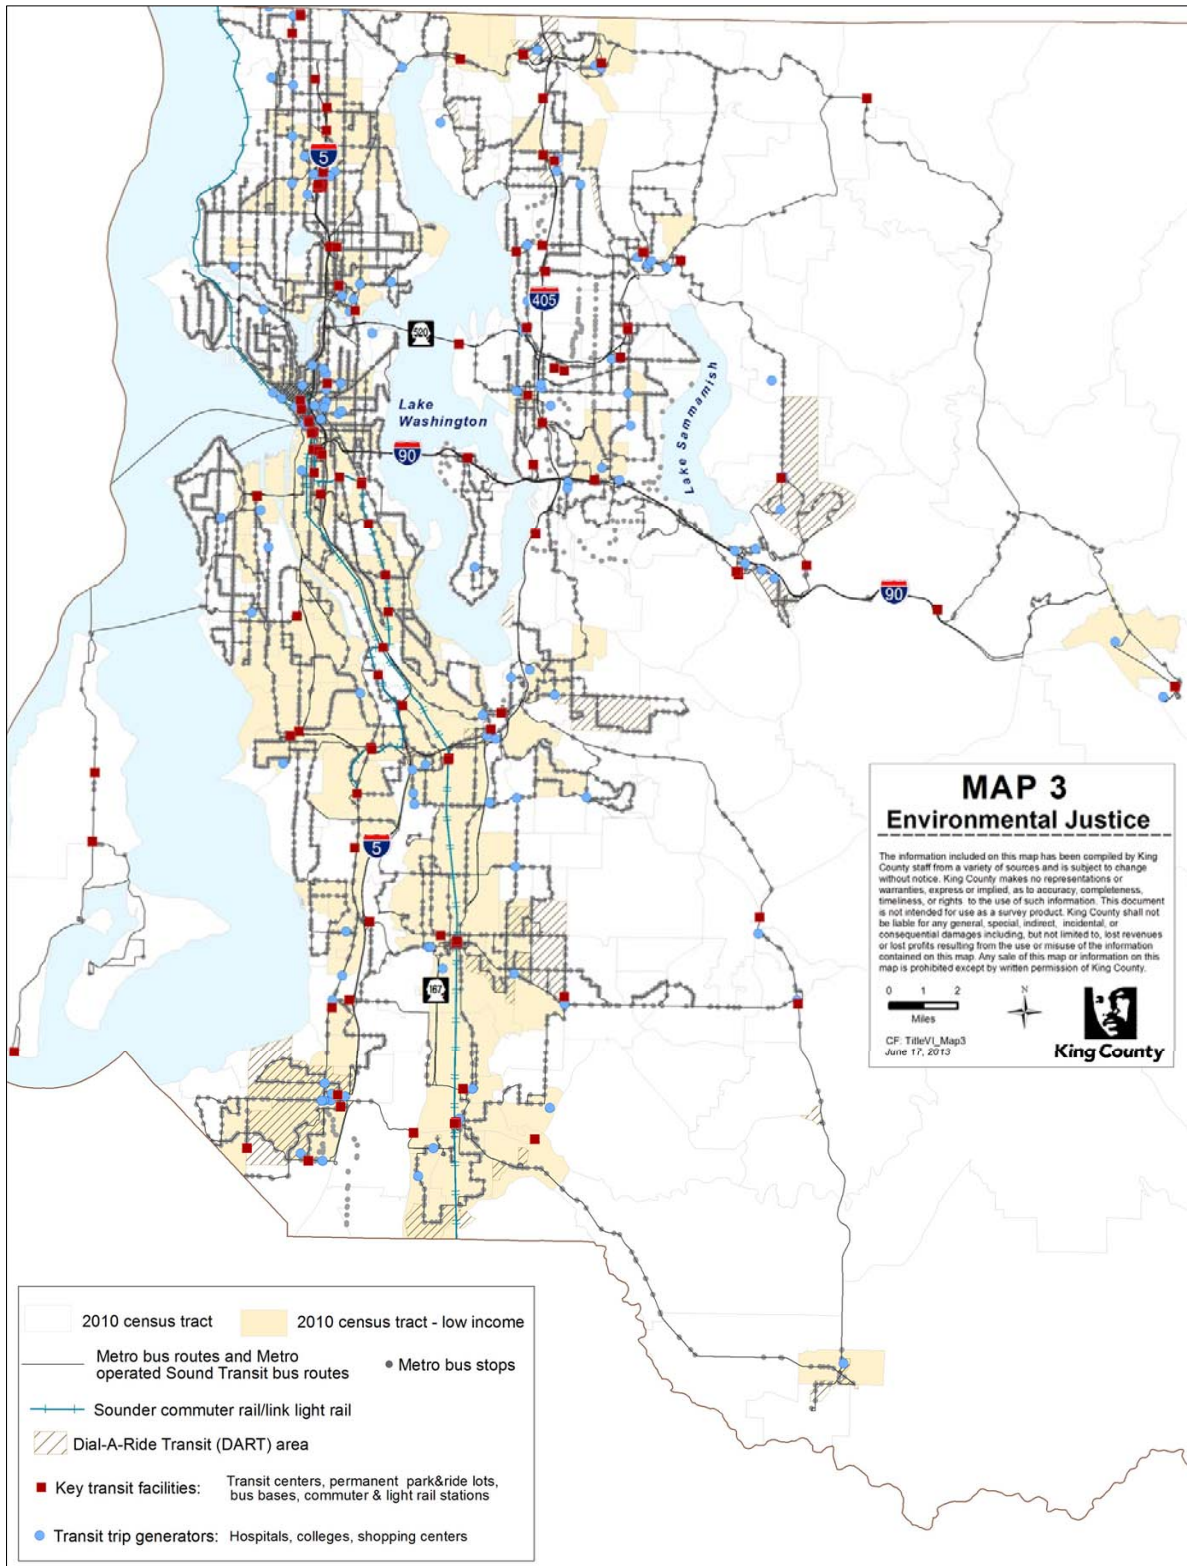 5
405
520
Lake
Washington
90
Lake Sammamish
90
MAP 3
Environmental Justice
The information included on this map has been compiled by King
County staff from a variety of sources and is subject to change
without notice. King County makes no representations or
warranties, express or implied, as to accuracy, completeness,
timeliness, or rights to the use of such information. This document
is not intended for use as a survey product. King County shall not
be liable for any general, special, indirect, incidental, or
consequential damages including, but not limited to, lost revenues
or lost profits resulting from the use or misuse of the information
contained on this map. Any sale of this map or information on this
map is prohibited except by written permission of King County.
0 1 2
Miles
N
CF: TitleVI_Map3
June 17, 2013
King County
5
167
2010 census tract
2010 census tract - low income
Metro bus routes and Metro
operated Sound Transit bus routes
Metro bus stops
Sounder commuter rail/link light rail
Dial-A-Ride Transit (DART) area
Key transit facilities: Transit centers, permanent park&ride lots,
bus bases, commuter & light rail stations
Transit trip generators: Hospitals, colleges, shopping centers